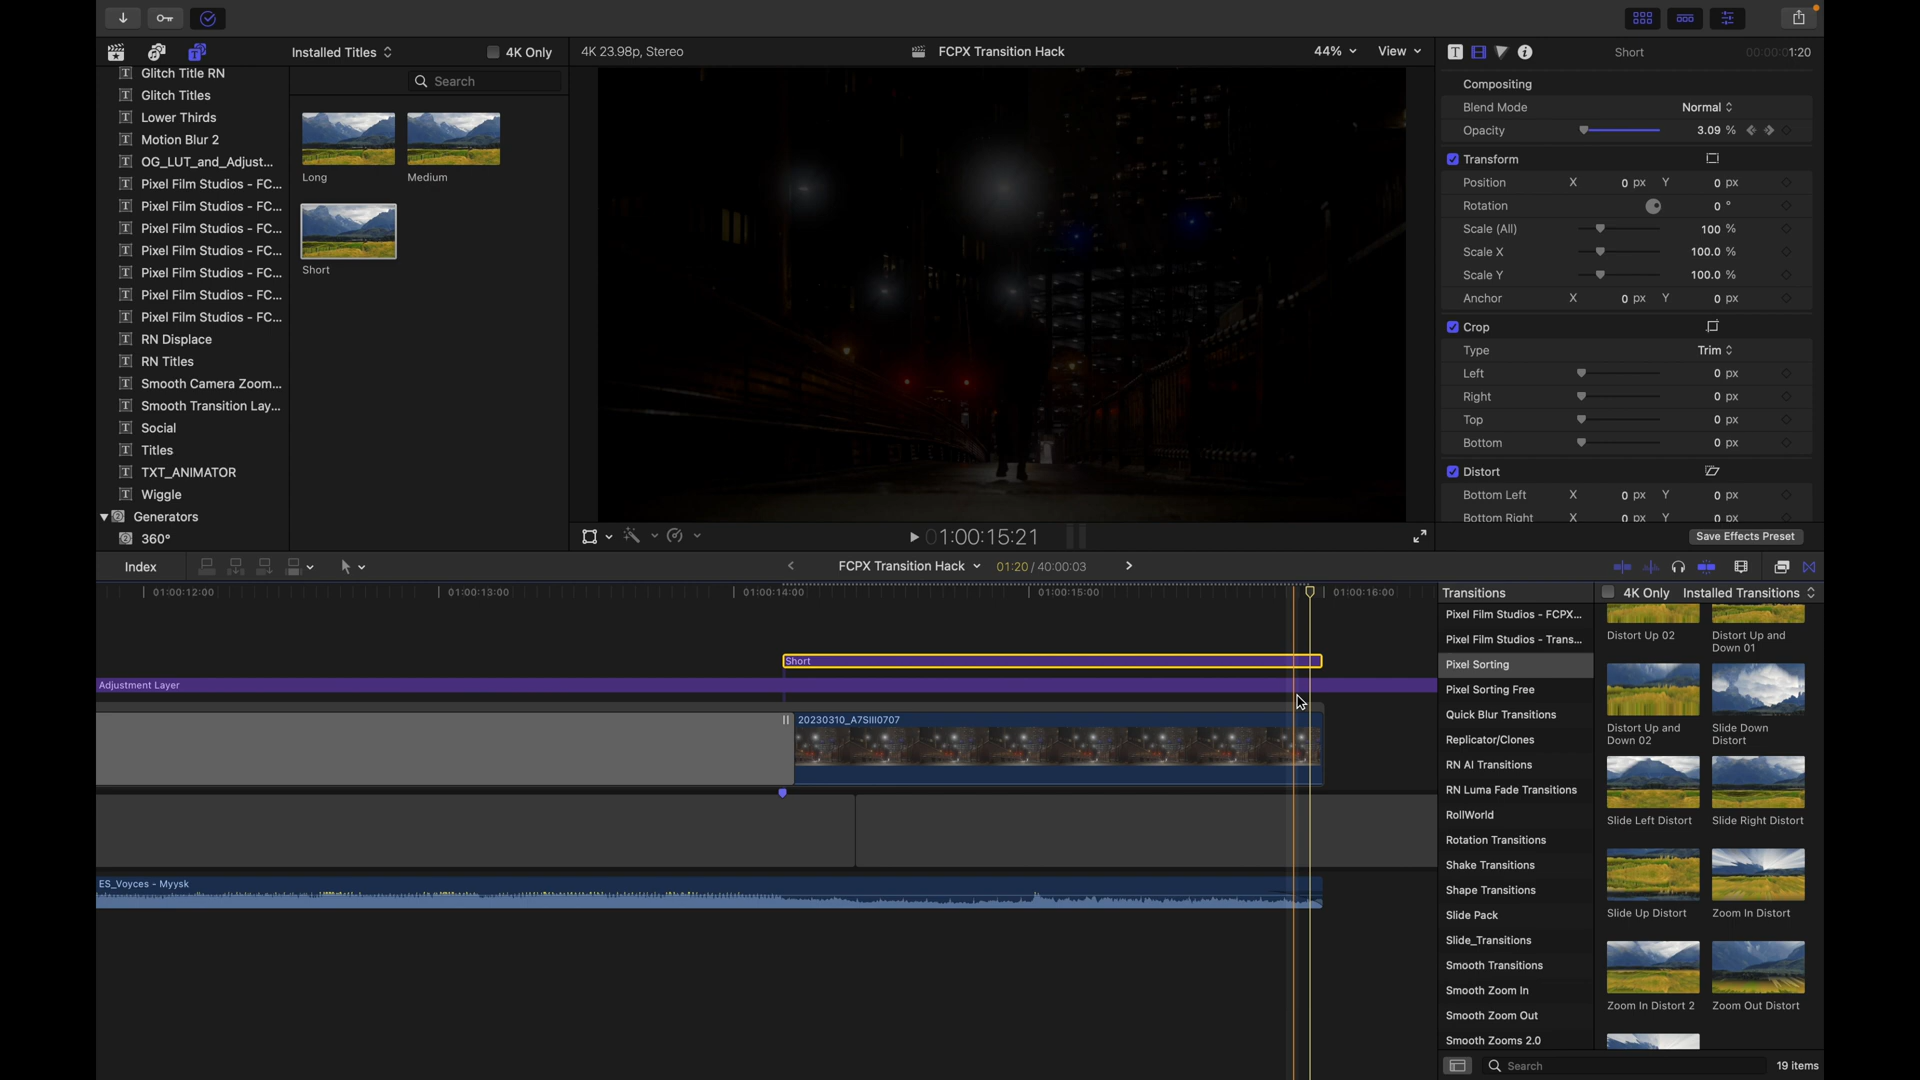 Installed Titles
4K Only
4K 23.98p, Stereo
FCPX Transition Hack
44%
View
Short
00:00:01:20
Glitch Title RN
Glitch Titles
Lower Thirds
Motion Blur 2
OG_LUT_and_Adjust...
Pixel Film Studios - FC...
Pixel Film Studios - FC...
Pixel Film Studios - FC...
Pixel Film Studios - FC...
Pixel Film Studios - FC...
Pixel Film Studios - FC...
Pixel Film Studios - FC...
RN Displace
RN Titles
Smooth Camera Zoom...
Smooth Transition Lay...
Social
Titles
TXT_ANIMATOR
Wiggle
Generators
360°
Search
Long
Medium
Short
Compositing
Blend Mode Normal
Opacity 3.09 %
Transform
Position X 0 px Y 0 px
Rotation 0 °
Scale (All) 100 %
Scale X 100.0 %
Scale Y 100.0 %
Anchor X 0 px Y 0 px
Crop
Type Trim
Left 0 px
Right 0 px
Top 0 px
Bottom 0 px
Distort
Bottom Left X 0 px Y 0 px
Bottom Right X 0 px Y 0 px
Save Effects Preset
01:00:15:21
Index
FCPX Transition Hack
01:20 / 40:00:03
01:00:12:00
01:00:13:00
01:00:14:00
01:00:15:00
01:00:16:00
Short
Adjustment Layer
20230310_A7SIII0707
ES_Voyces - Myysk
Transitions
4K Only
Installed Transitions
Pixel Film Studios - FCPX...
Pixel Film Studios - Trans...
Pixel Sorting
Pixel Sorting Free
Quick Blur Transitions
Replicator/Clones
RN AI Transitions
RN Luma Fade Transitions
RollWorld
Rotation Transitions
Shake Transitions
Shape Transitions
Slide Pack
Slide_Transitions
Smooth Transitions
Smooth Zoom In
Smooth Zoom Out
Smooth Zooms 2.0
Distort Up 02
Distort Up and
Down 01
Distort Up and
Down 02
Slide Down
Distort
Slide Left Distort
Slide Right Distort
Slide Up Distort
Zoom In Distort
Zoom In Distort 2
Zoom Out Distort
Search
19 items